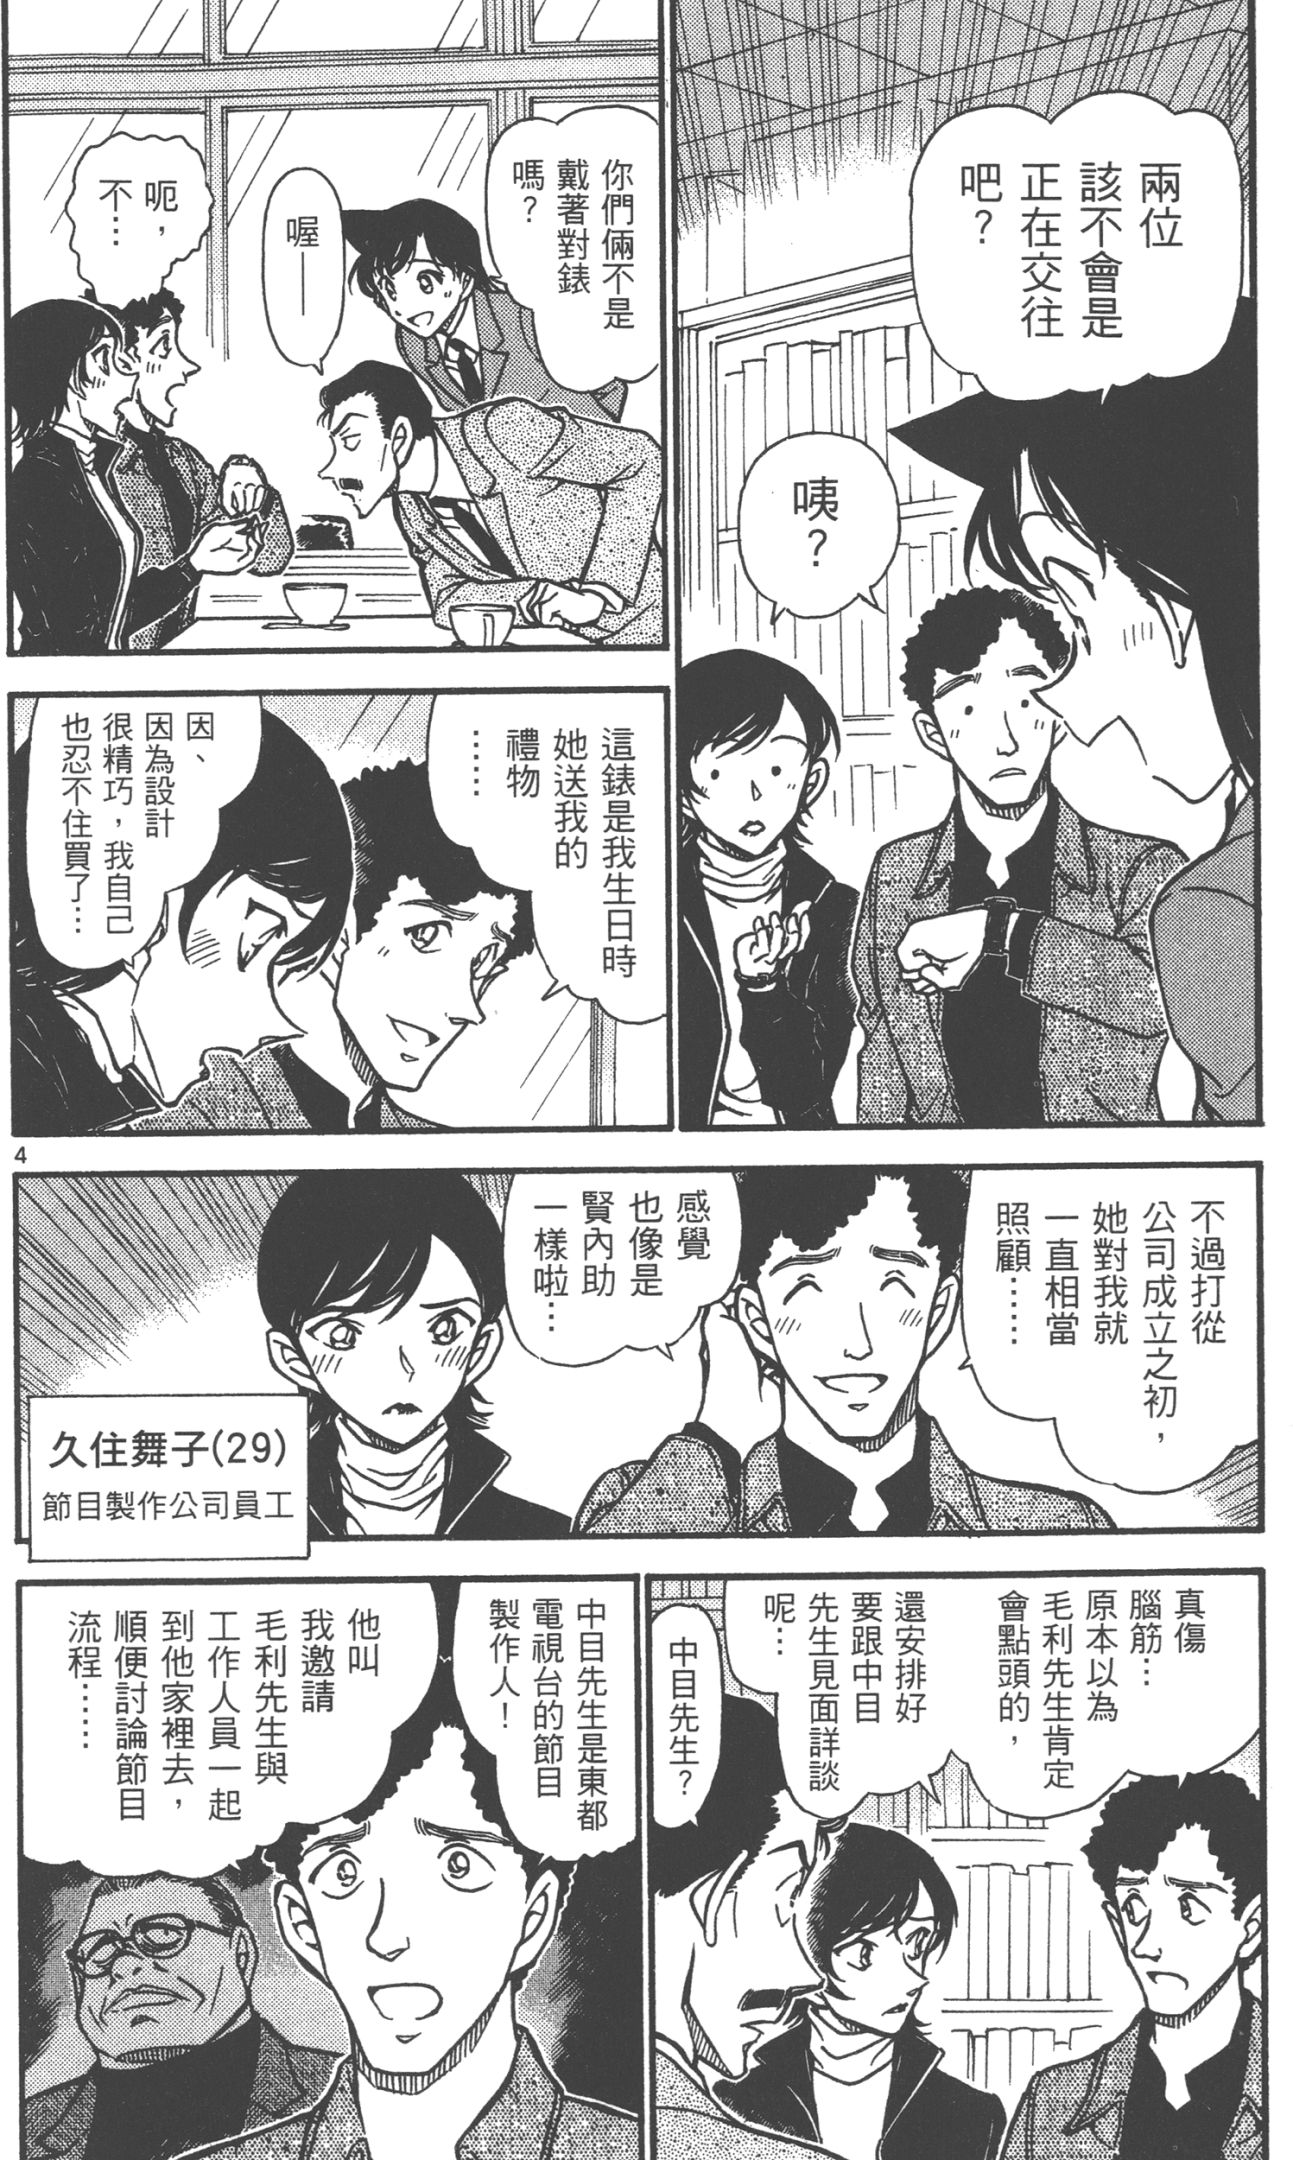 兩位
該不會是
正在交往
吧？
咦？
你們倆不是
戴著對錶
嗎？
喔——
呃，
不…
這錶是我生日時
她送我的
禮物
……
因、
因為設計
很精巧，我自己
也忍不住買了…
4
不過打從
公司成立之初，
她對我就
一直相當
照顧……
感覺
也像是
賢內助
一樣啦…
久住舞子(29)
節目製作公司員工
真傷
腦筋…
原本以為
毛利先生肯定
會點頭的，
還安排好
要跟中目
先生見面詳談
呢…
中目先生？
中目先生是東都
電視台的節目
製作人！
他叫
我邀請
毛利先生與
工作人員一起
到他家裡去，
順便討論節目
流程……